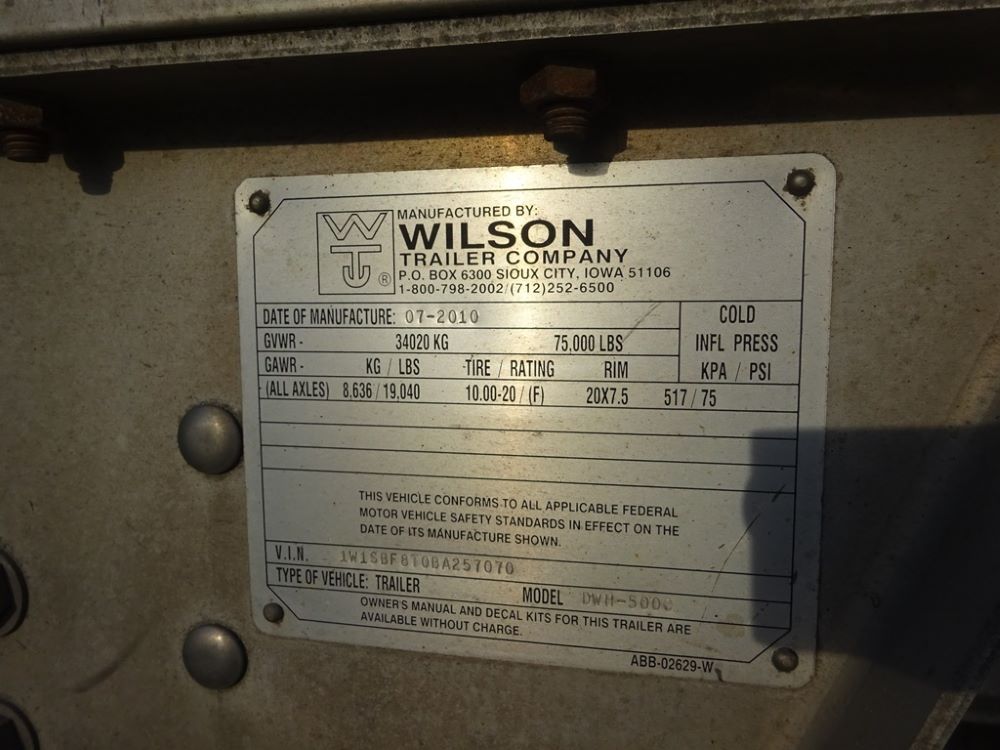 MANUFACTURED BY:
WILSON
TRAILER COMPANY
P.O. BOX 6300 SIOUX CITY, IOWA 51106
1-800-798-2002/(712)252-6500
DATE OF MANUFACTURE: 07-2010
COLD
INFL PRESS
KPA / PSI
GVWR - 34020 KG 75,000 LBS
GAWR - KG / LBS TIRE / RATING RIM
(ALL AXLES) 8,636 / 19,040 10.00-20 / (F) 20X7.5 517 / 75
THIS VEHICLE CONFORMS TO ALL APPLICABLE FEDERAL
MOTOR VEHICLE SAFETY STANDARDS IN EFFECT ON THE
DATE OF ITS MANUFACTURE SHOWN.
V.I.N. 1W1SBF8T0BA257070
TYPE OF VEHICLE: TRAILER MODEL
OWNER'S MANUAL AND DECAL KITS FOR THIS TRAILER ARE
AVAILABLE WITHOUT CHARGE.
ABB-02629-W